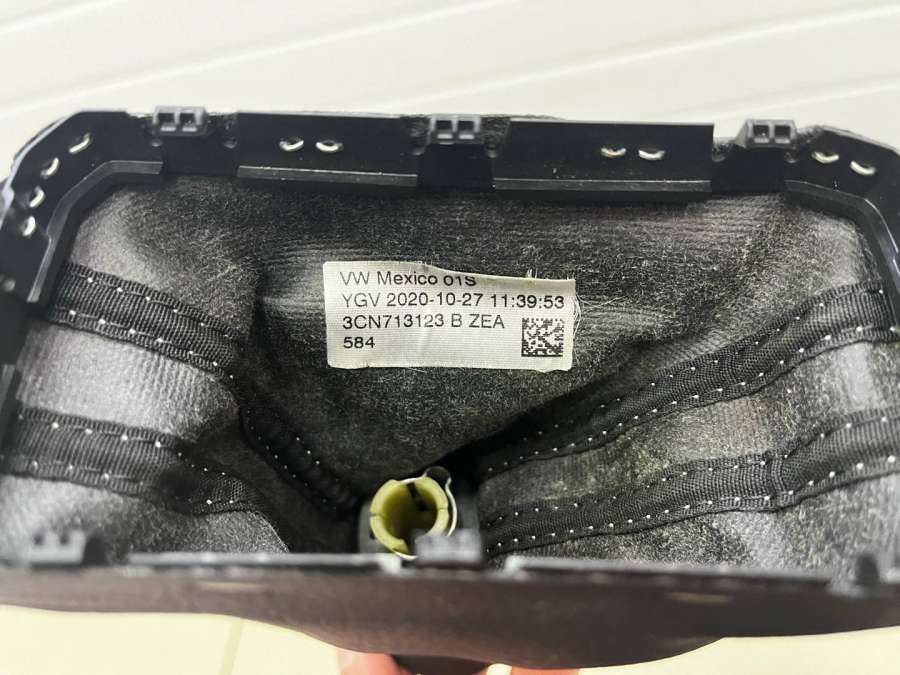 VW Mexico 01S
YGV 2020-10-27 11:39:53
3CN713123 B ZEA
584